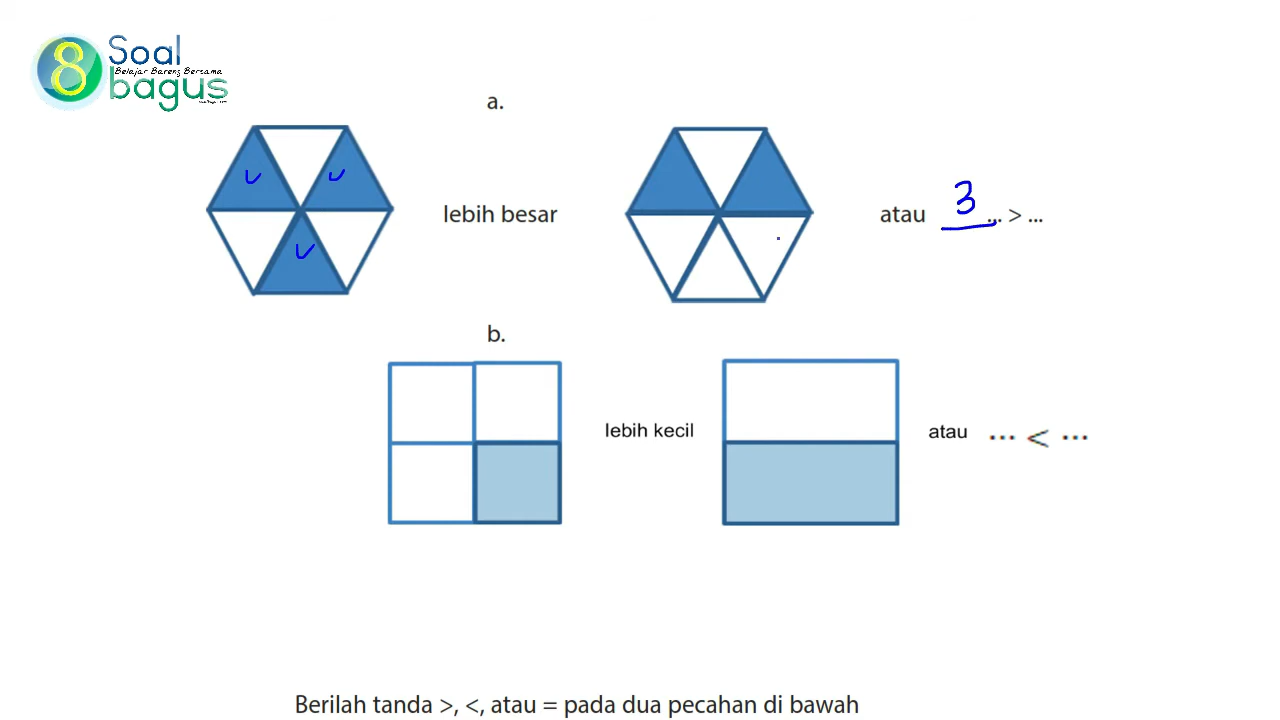 8
Soal
Belajar Bareng Bersama
bagus
a.
lebih besar
atau 3 ... > ...
b.
lebih kecil
atau ... < ...
Berilah tanda >, <, atau = pada dua pecahan di bawah